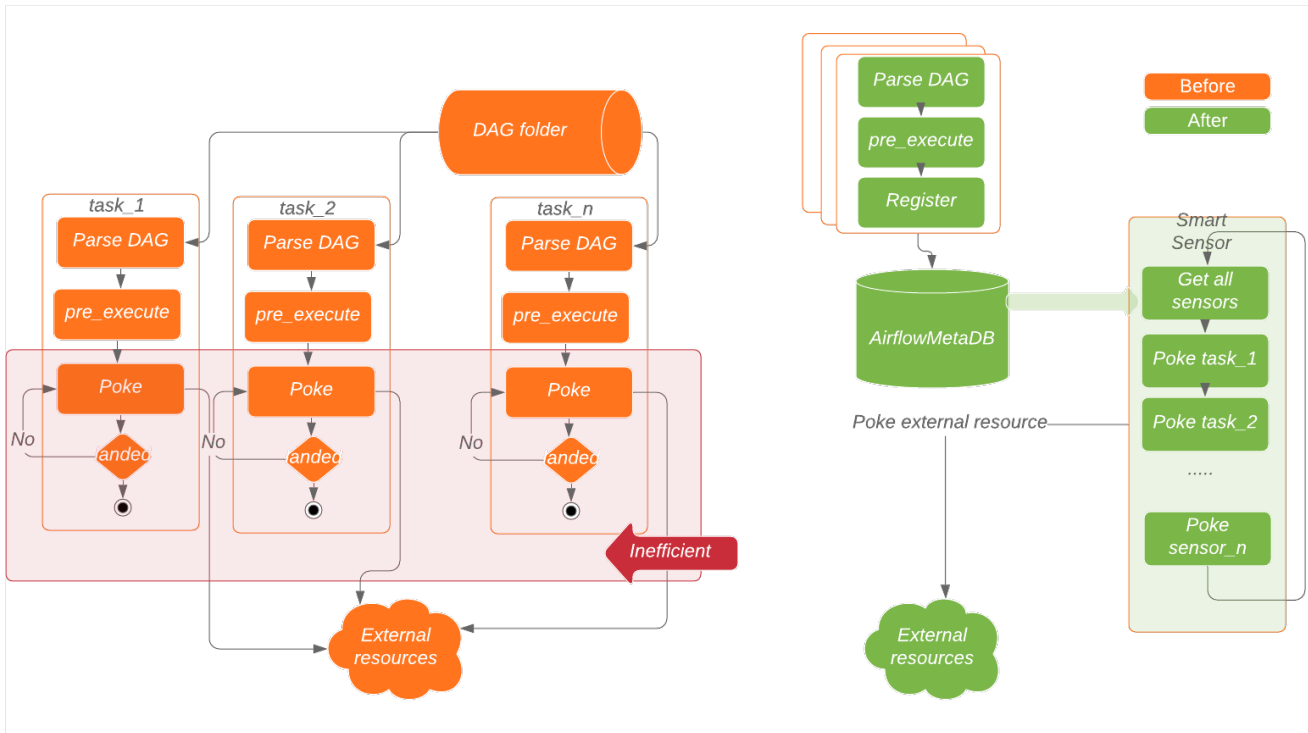 DAG folder
task_1
Parse DAG
pre_execute
Poke
No
anded
task_2
Parse DAG
pre_execute
Poke
No
anded
task_n
Parse DAG
pre_execute
Poke
No
anded
Inefficient
External
resources
Parse DAG
pre_execute
Register
AirflowMetaDB
Poke external resource
External
resources
Before
After
Smart
Sensor
Get all
sensors
Poke task_1
Poke task_2
.....
Poke
sensor_n